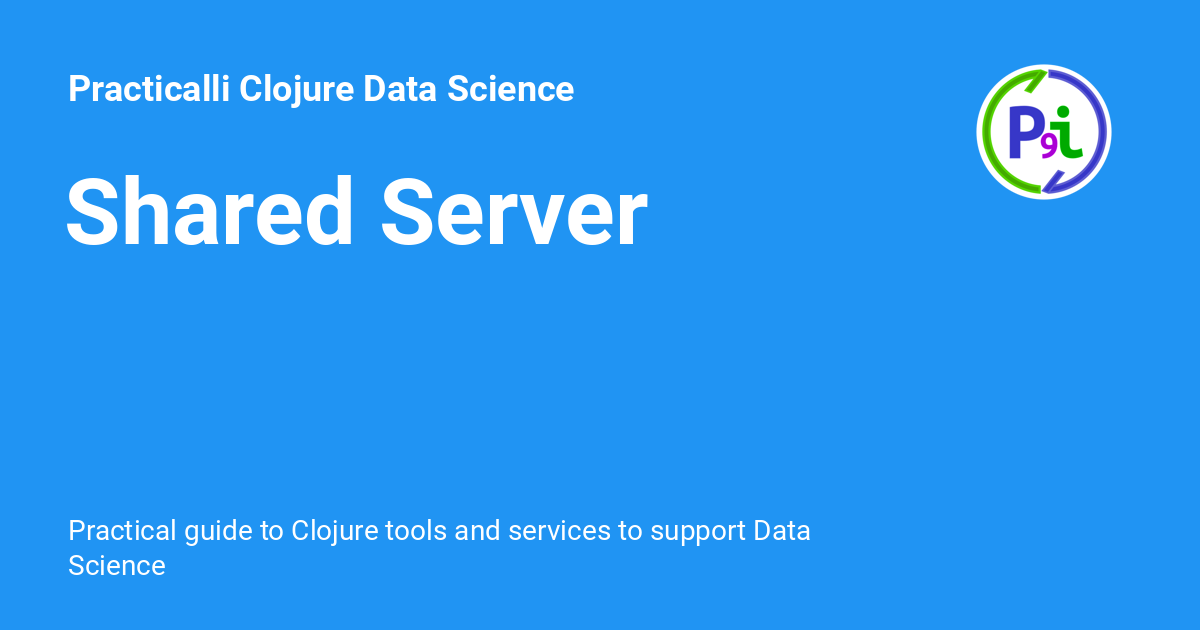 Practicalli Clojure Data Science
P9i
Shared Server
Practical guide to Clojure tools and services to support Data
Science